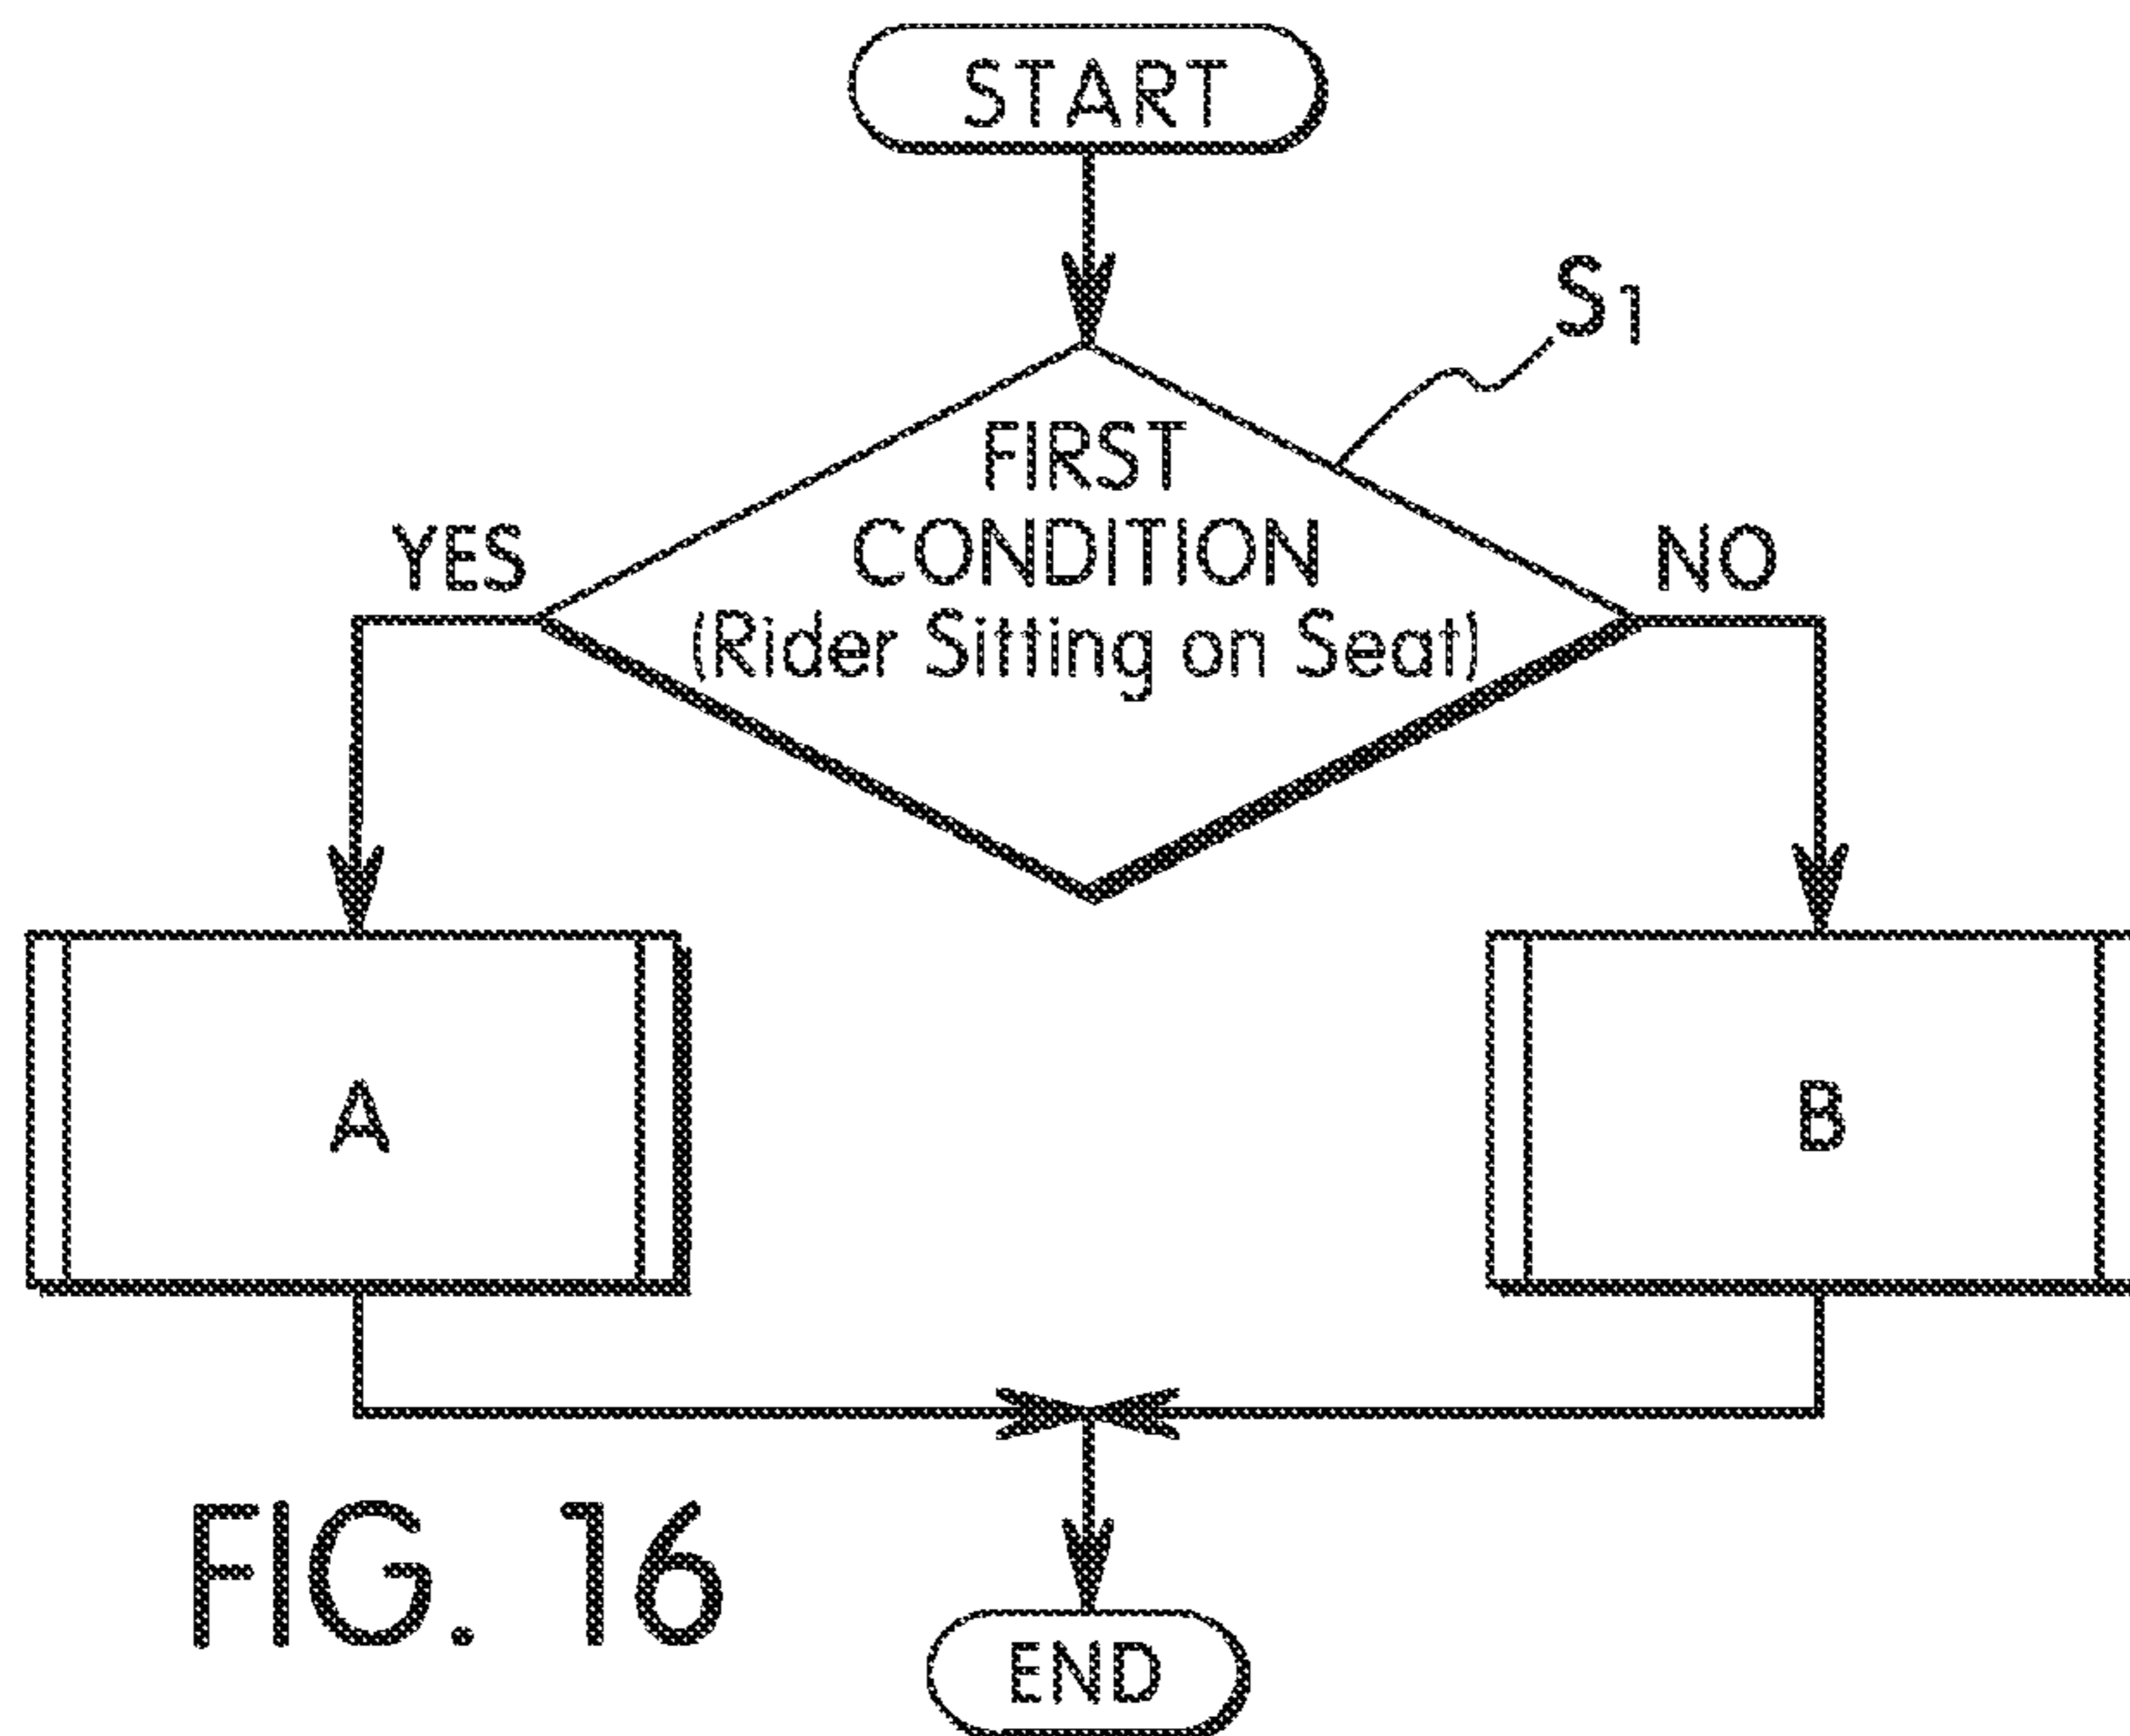 START
S1
FIRST
CONDITION
(Rider Sitting on Seat)
YES
NO
A
B
FIG. 16
END